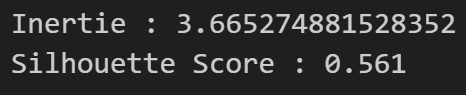 Inertie : 3.665274881528352
Silhouette Score : 0.561